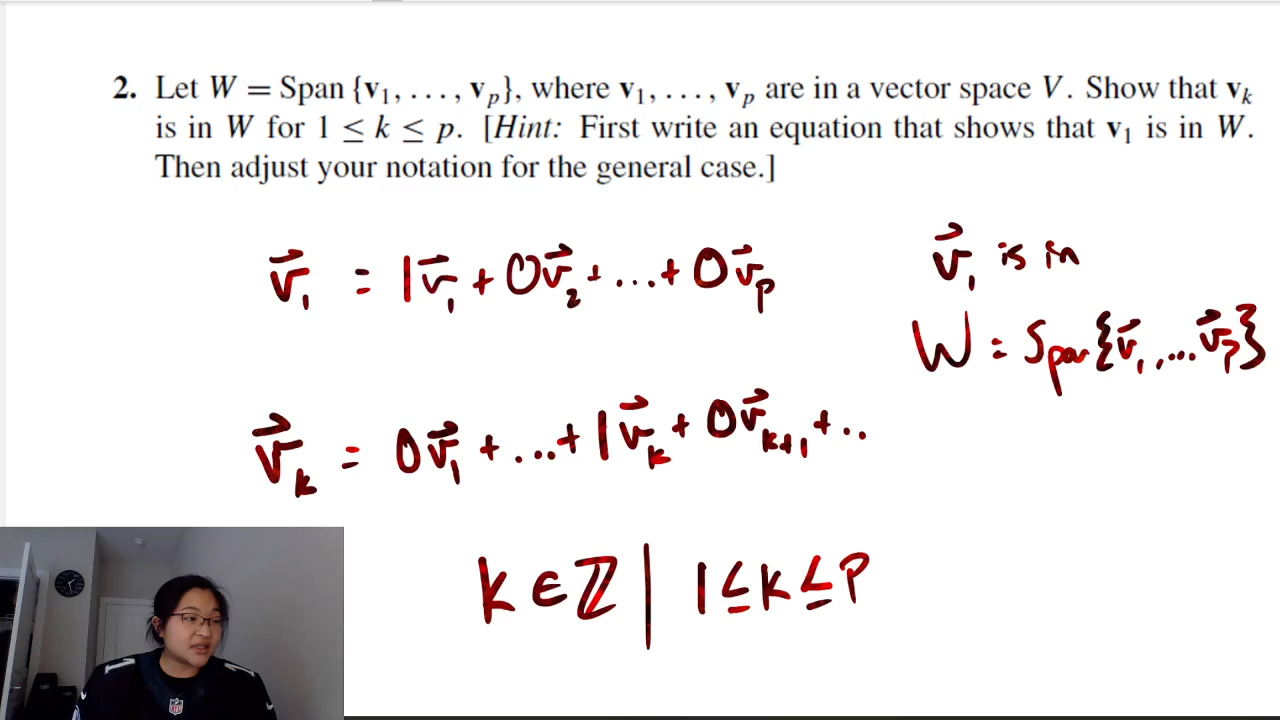 2. Let W = Span {v₁, . . . , vₚ}, where v₁, . . . , vₚ are in a vector space V. Show that vₖ
is in W for 1 ≤ k ≤ p. [Hint: First write an equation that shows that v₁ is in W.
Then adjust your notation for the general case.]
v⃗₁ = 1v⃗₁ + 0v⃗₂ + ... + 0v⃗ₚ
v⃗₁ is in
W = Span{v⃗₁, ... v⃗ₚ}
v⃗ₖ = 0v⃗₁ + ... + 1v⃗ₖ + 0v⃗ₖ₊₁ + ..
k ∈ ℤ | 1 ≤ k ≤ p